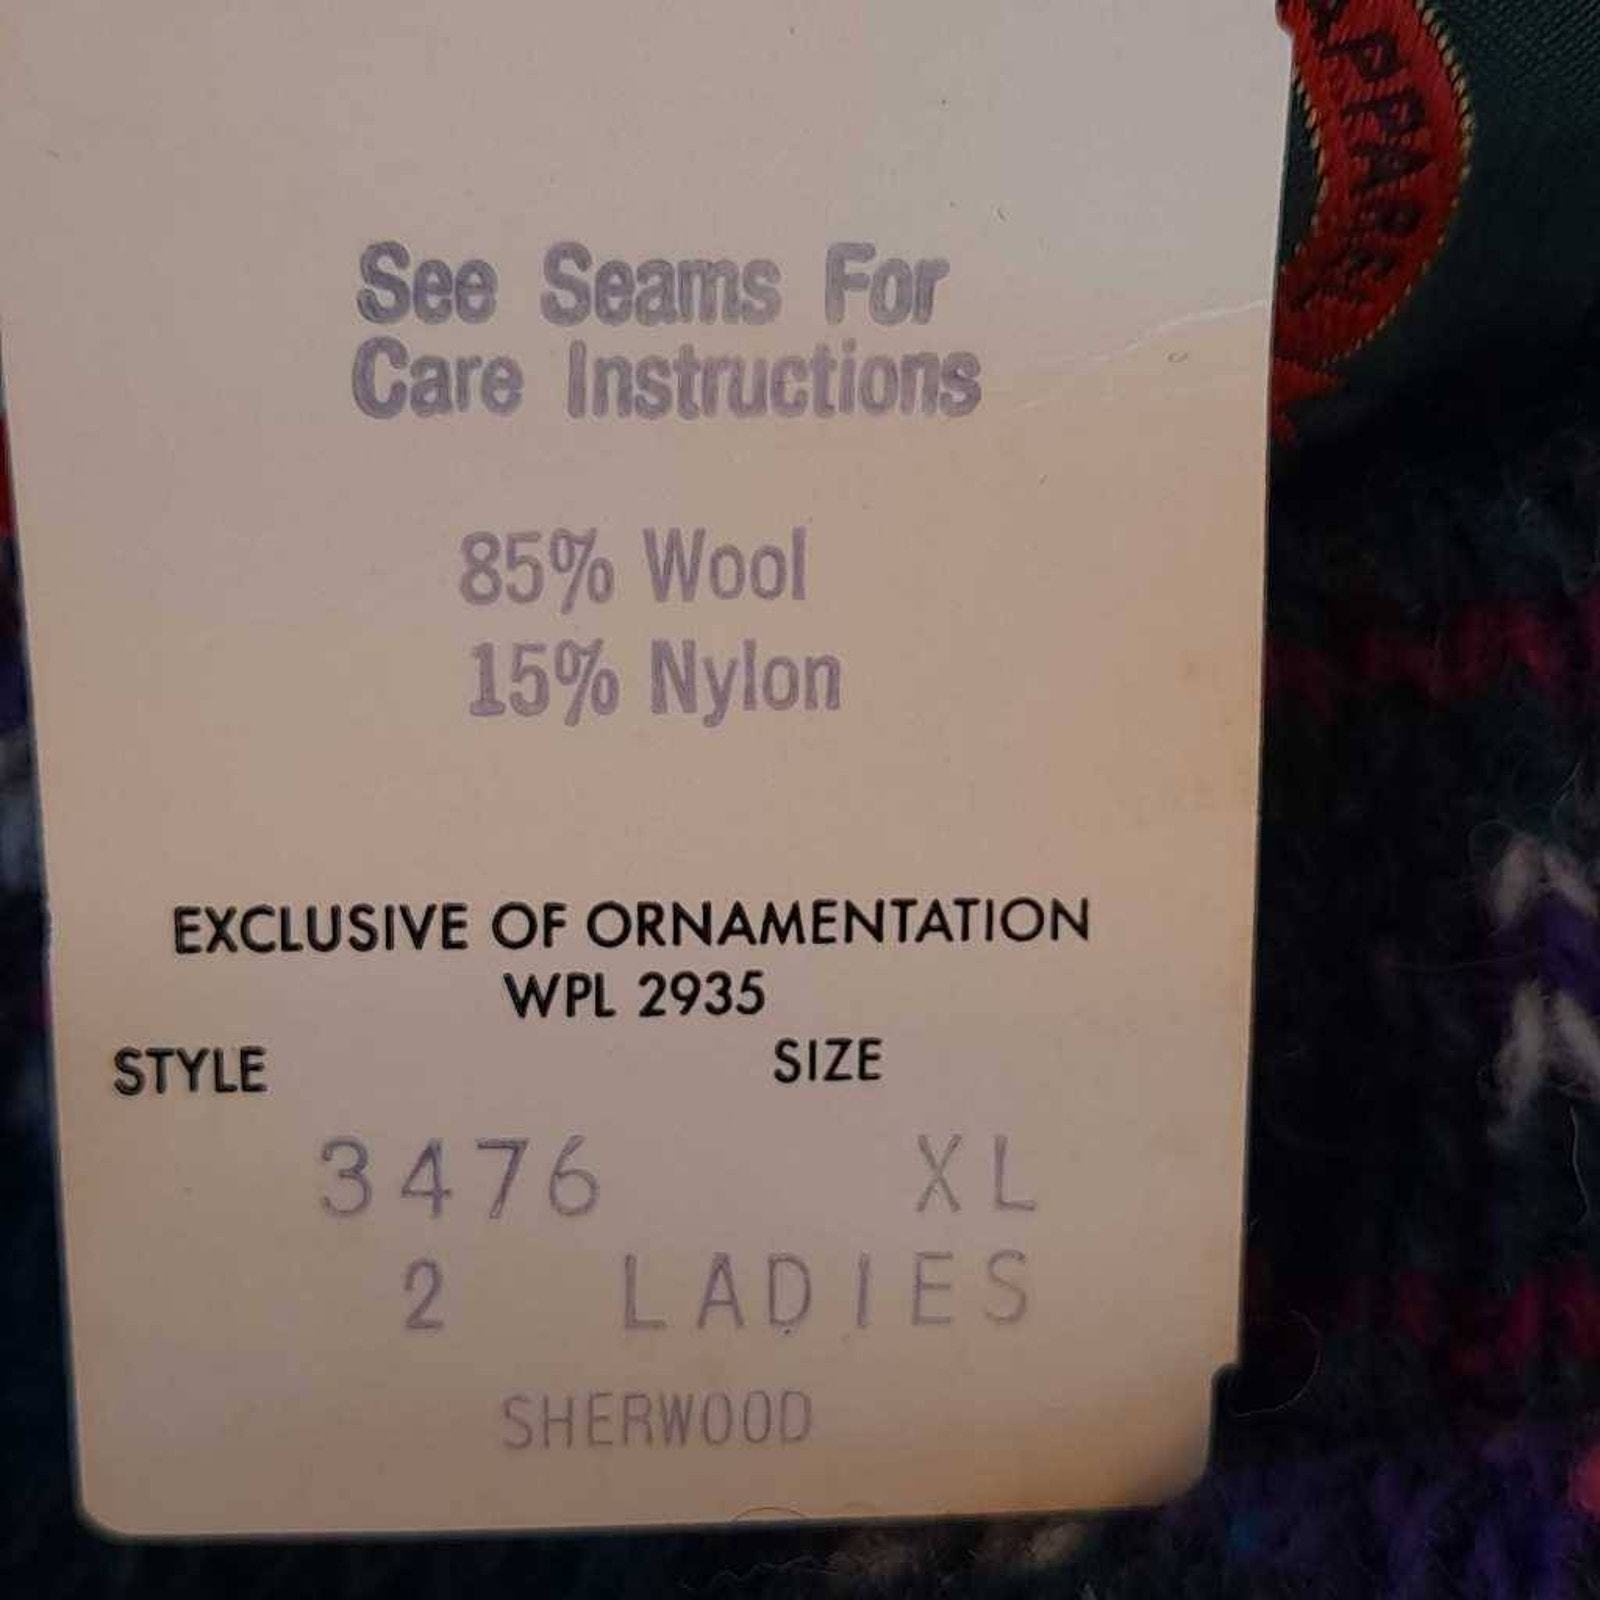 APPAREL
See Seams For
Care Instructions
85% Wool
15% Nylon
EXCLUSIVE OF ORNAMENTATION
WPL 2935
STYLE SIZE
3476 XL
2 LADIES
SHERWOOD